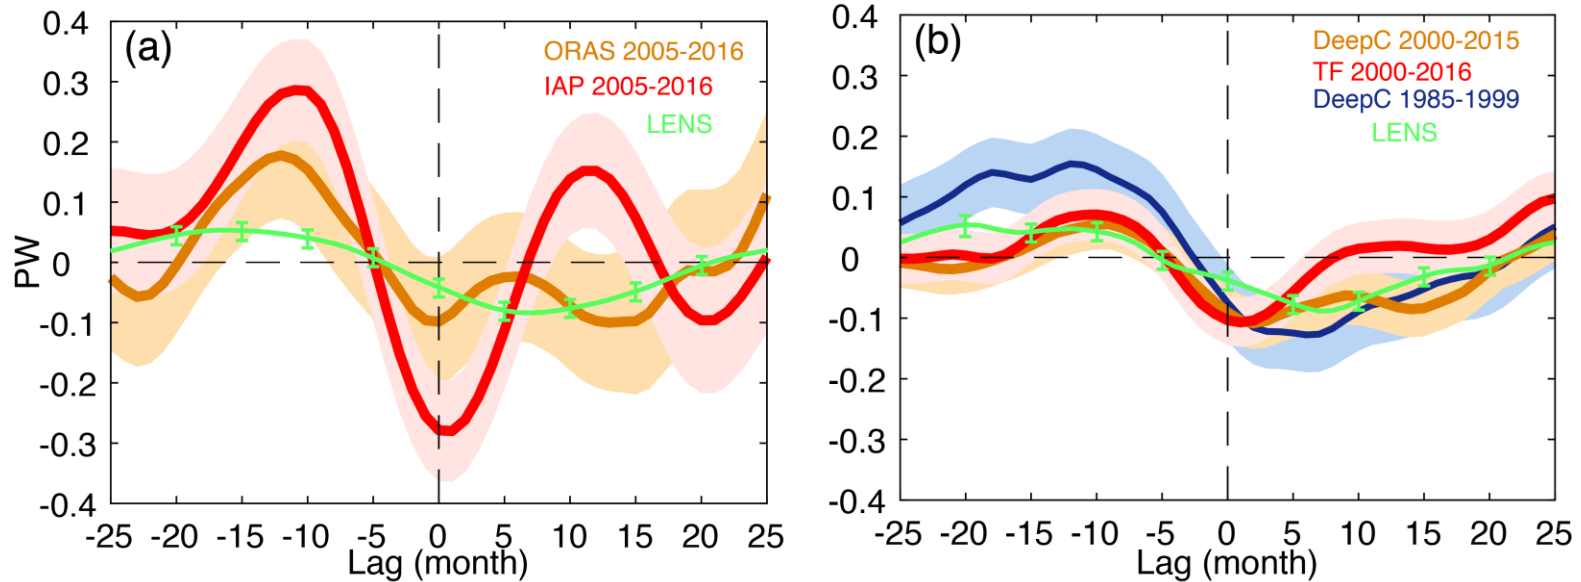 (a)
ORAS 2005-2016
IAP 2005-2016
LENS
0.4
0.3
0.2
0.1
0
-0.1
-0.2
-0.3
-0.4
PW
-25 -20 -15 -10 -5 0 5 10 15 20 25
Lag (month)
(b)
DeepC 2000-2015
TF 2000-2016
DeepC 1985-1999
LENS
0.4
0.3
0.2
0.1
0
-0.1
-0.2
-0.3
-0.4
-25 -20 -15 -10 -5 0 5 10 15 20 25
Lag (month)